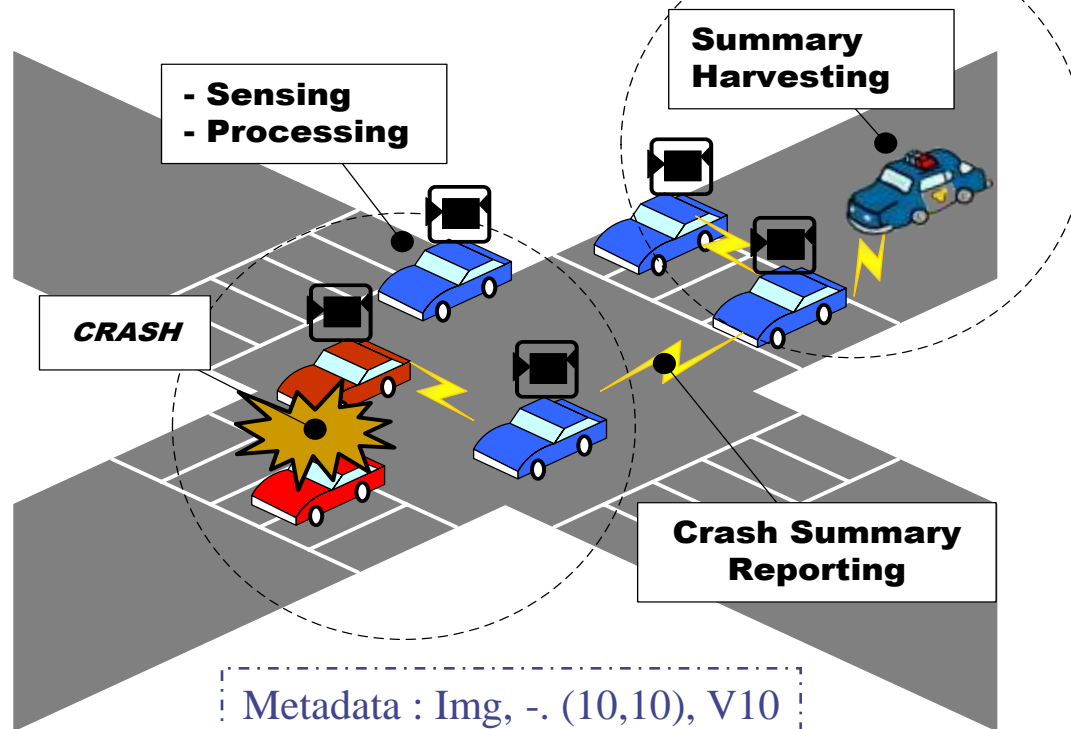 Summary
Harvesting
- Sensing
- Processing
CRASH
Crash Summary
Reporting
Metadata : Img, -. (10,10), V10